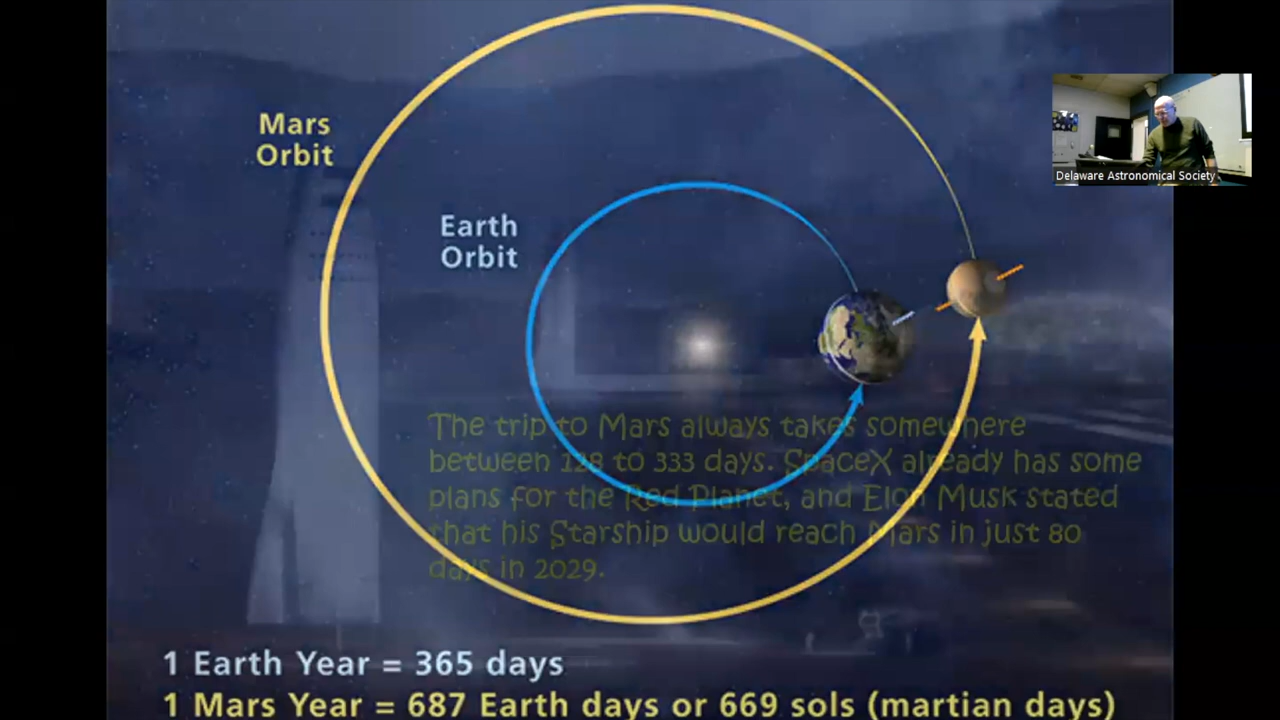 Mars
Orbit
Earth
Orbit
Delaware Astronomical Society
The trip to Mars always takes somewhere
between 128 to 333 days. SpaceX already has some
plans for the Red Planet, and Elon Musk stated
that his Starship would reach Mars in just 80
days in 2029.
1 Earth Year = 365 days
1 Mars Year = 687 Earth days or 669 sols (martian days)